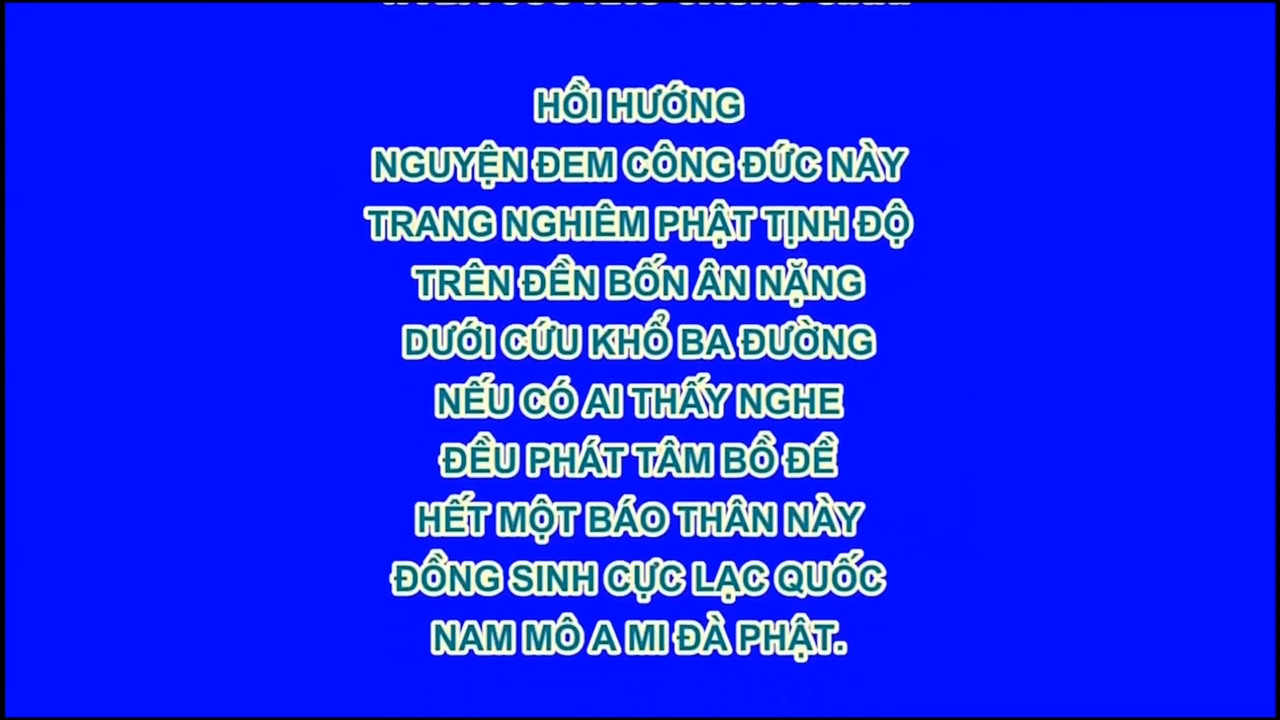 HỒI HƯỚNG
NGUYỆN ĐEM CÔNG ĐỨC NÀY
TRANG NGHIÊM PHẬT TỊNH ĐỘ
TRÊN ĐỀN BỐN ÂN NẶNG
DƯỚI CỨU KHỔ BA ĐƯỜNG
NẾU CÓ AI THẤY NGHE
ĐỀU PHÁT TÂM BỒ ĐỀ
HẾT MỘT BÁO THÂN NÀY
ĐỒNG SINH CỰC LẠC QUỐC
NAM MÔ A MI ĐÀ PHẬT.